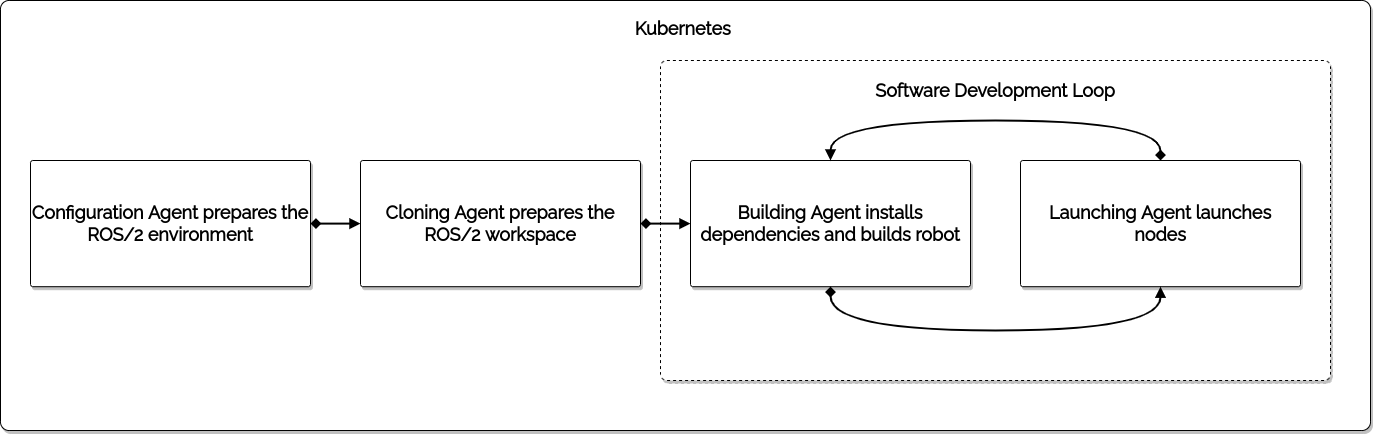 Kubernetes
Software Development Loop
Configuration Agent prepares the
ROS/2 environment
Cloning Agent prepares the
ROS/2 workspace
Building Agent installs
dependencies and builds robot
Launching Agent launches
nodes